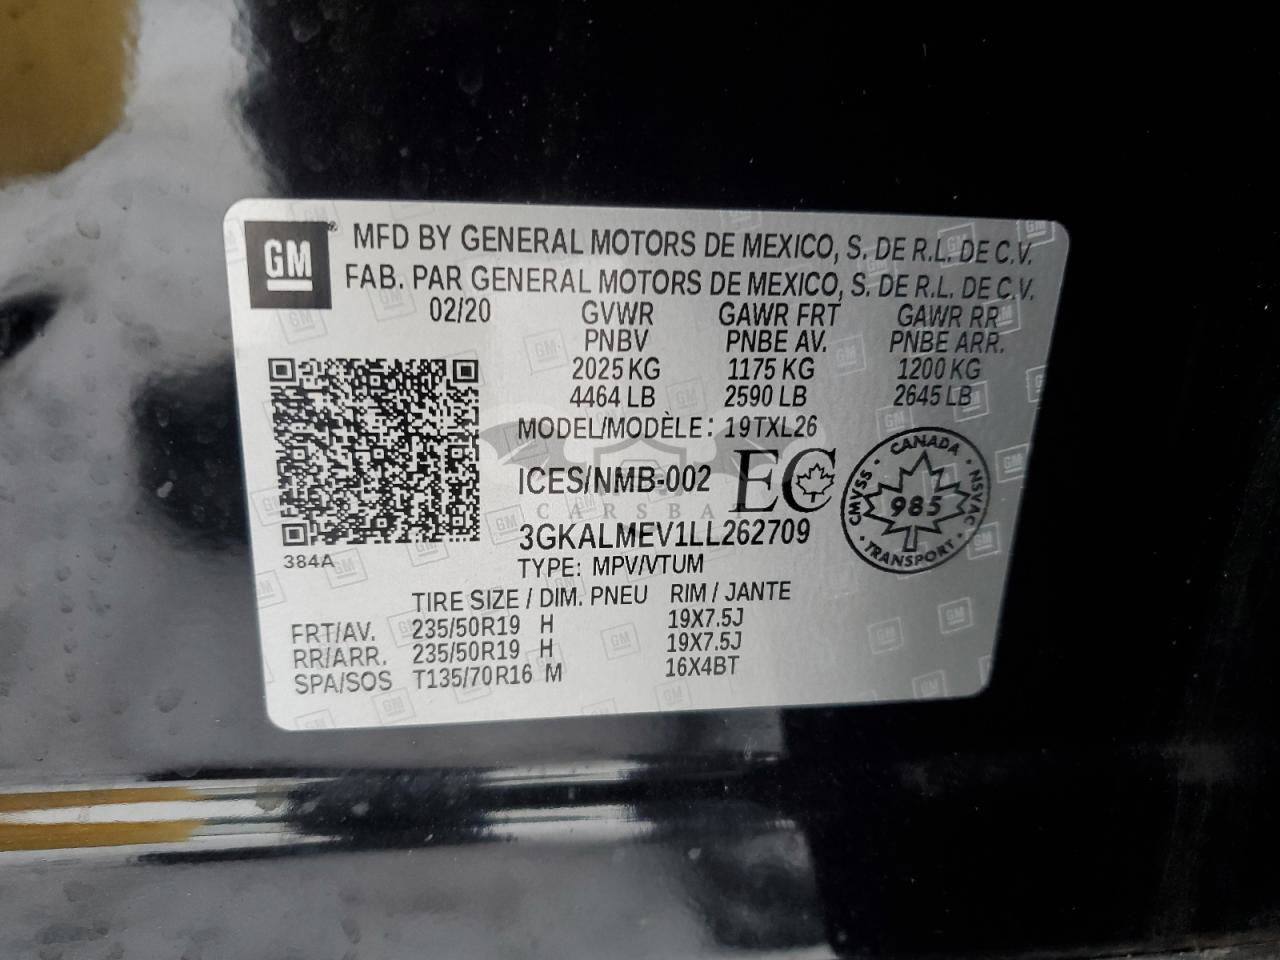 GM
MFD BY GENERAL MOTORS DE MEXICO, S. DE R.L. DE C.V.
FAB. PAR GENERAL MOTORS DE MEXICO, S. DE R.L. DE C.V.
02/20 GVWR GAWR FRT GAWR RR
PNBV PNBE AV. PNBE ARR.
2025 KG 1175 KG 1200 KG
4464 LB 2590 LB 2645 LB
MODEL/MODÈLE: 19TXL26
ICES/NMB-002 EC
CARSBAT
3GKALMEV1LL262709
TYPE: MPV/VTUM
CANADA
CMVSS 985 NSVAC
TRANSPORT
384A
TIRE SIZE / DIM. PNEU RIM / JANTE
FRT/AV. 235/50R19 H 19X7.5J
RR/ARR. 235/50R19 H 19X7.5J
SPA/SOS T135/70R16 M 16X4BT